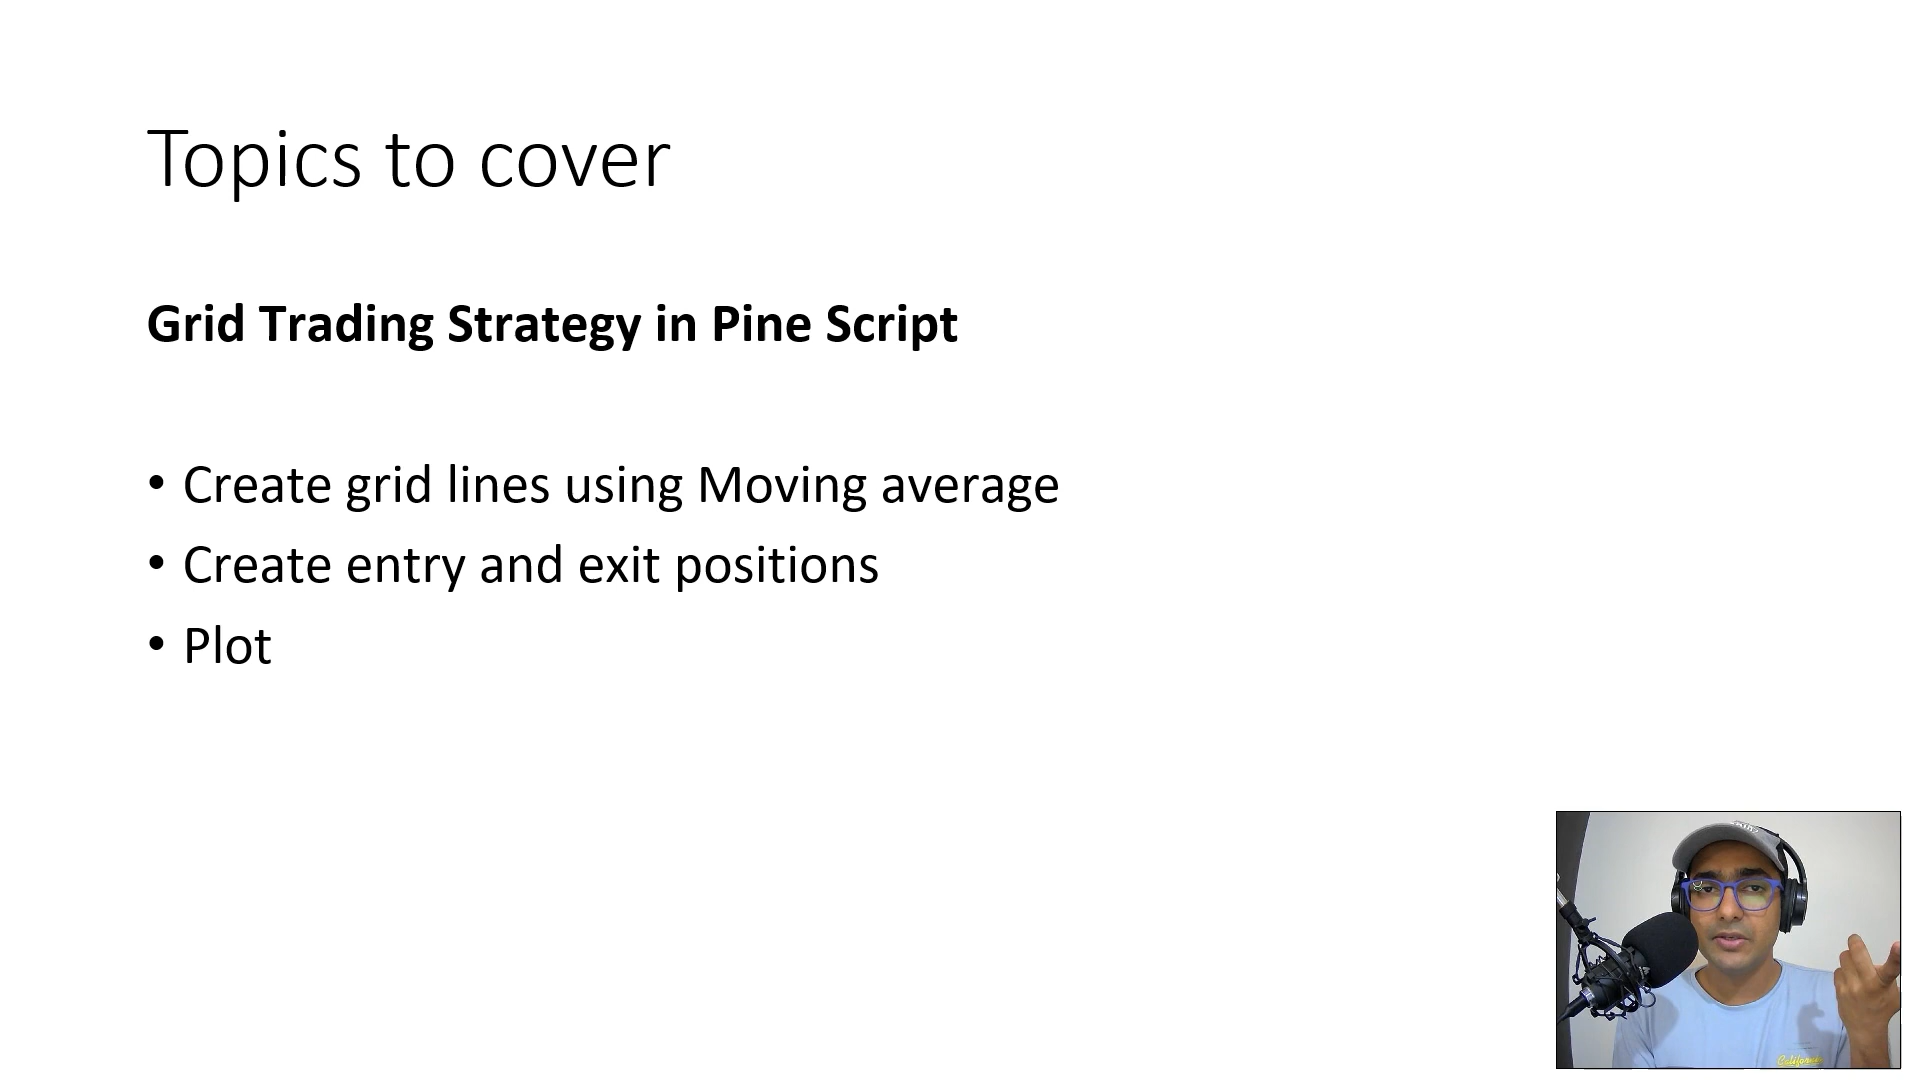 Topics to cover
Grid Trading Strategy in Pine Script
• Create grid lines using Moving average
• Create entry and exit positions
• Plot
California